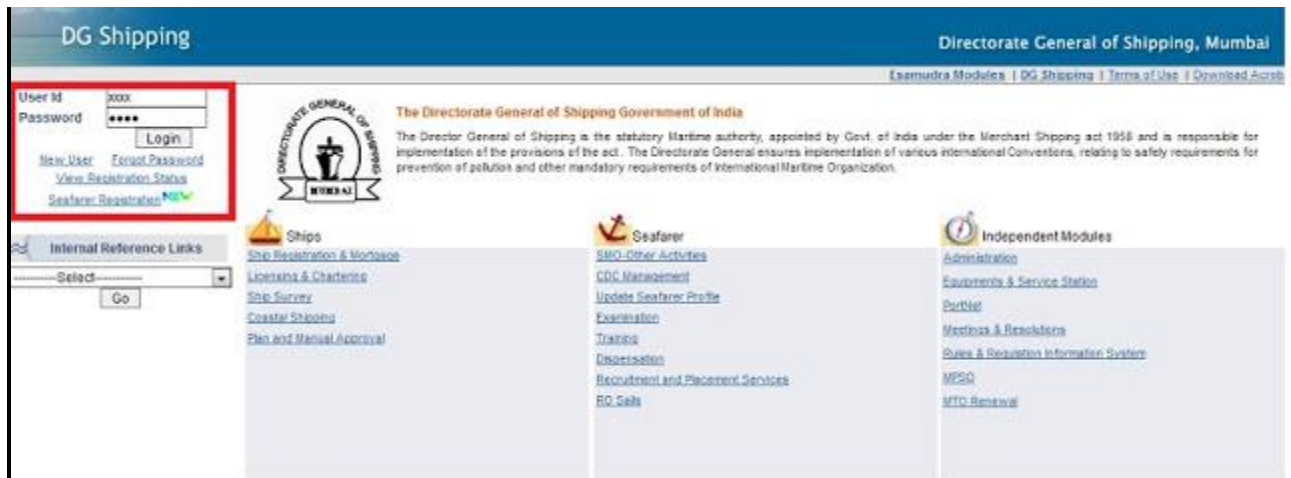 DG Shipping
Directorate General of Shipping, Mumbai
Esamudra Modules | DG Shipping | Terms of Use | Download Acrob
User Id xxxx
Password ●●●●
Login
New User Forgot Password
View Registration Status
Seafarer Registration NEW
Internal Reference Links
---------Select---------
Go
DIRECTORATE GENERAL OF SHIPPING
MUMBAI
The Directorate General of Shipping Government of India
The Director General of Shipping is the statutory Maritime authority, appointed by Govt. of India under the Merchant Shipping act 1958 and is responsible for
implementation of the provisions of the act. The Directorate General ensures implementation of various international Conventions, relating to safety requirements for
prevention of pollution and other mandatory requirements of International Maritime Organization.
Ships
Ship Registration & Mortgage
Licensing & Chartering
Ship Survey
Coastal Shipping
Plan and Manual Approval
Seafarer
SMO-Other Activities
CDC Management
Update Seafarer Profile
Examination
Training
Dispensation
Recruitment and Placement Services
RO Sails
Independent Modules
Administration
Equipments & Service Station
PortNet
Meetings & Resolutions
Rules & Regulation Information System
MPSO
MTO Renewal